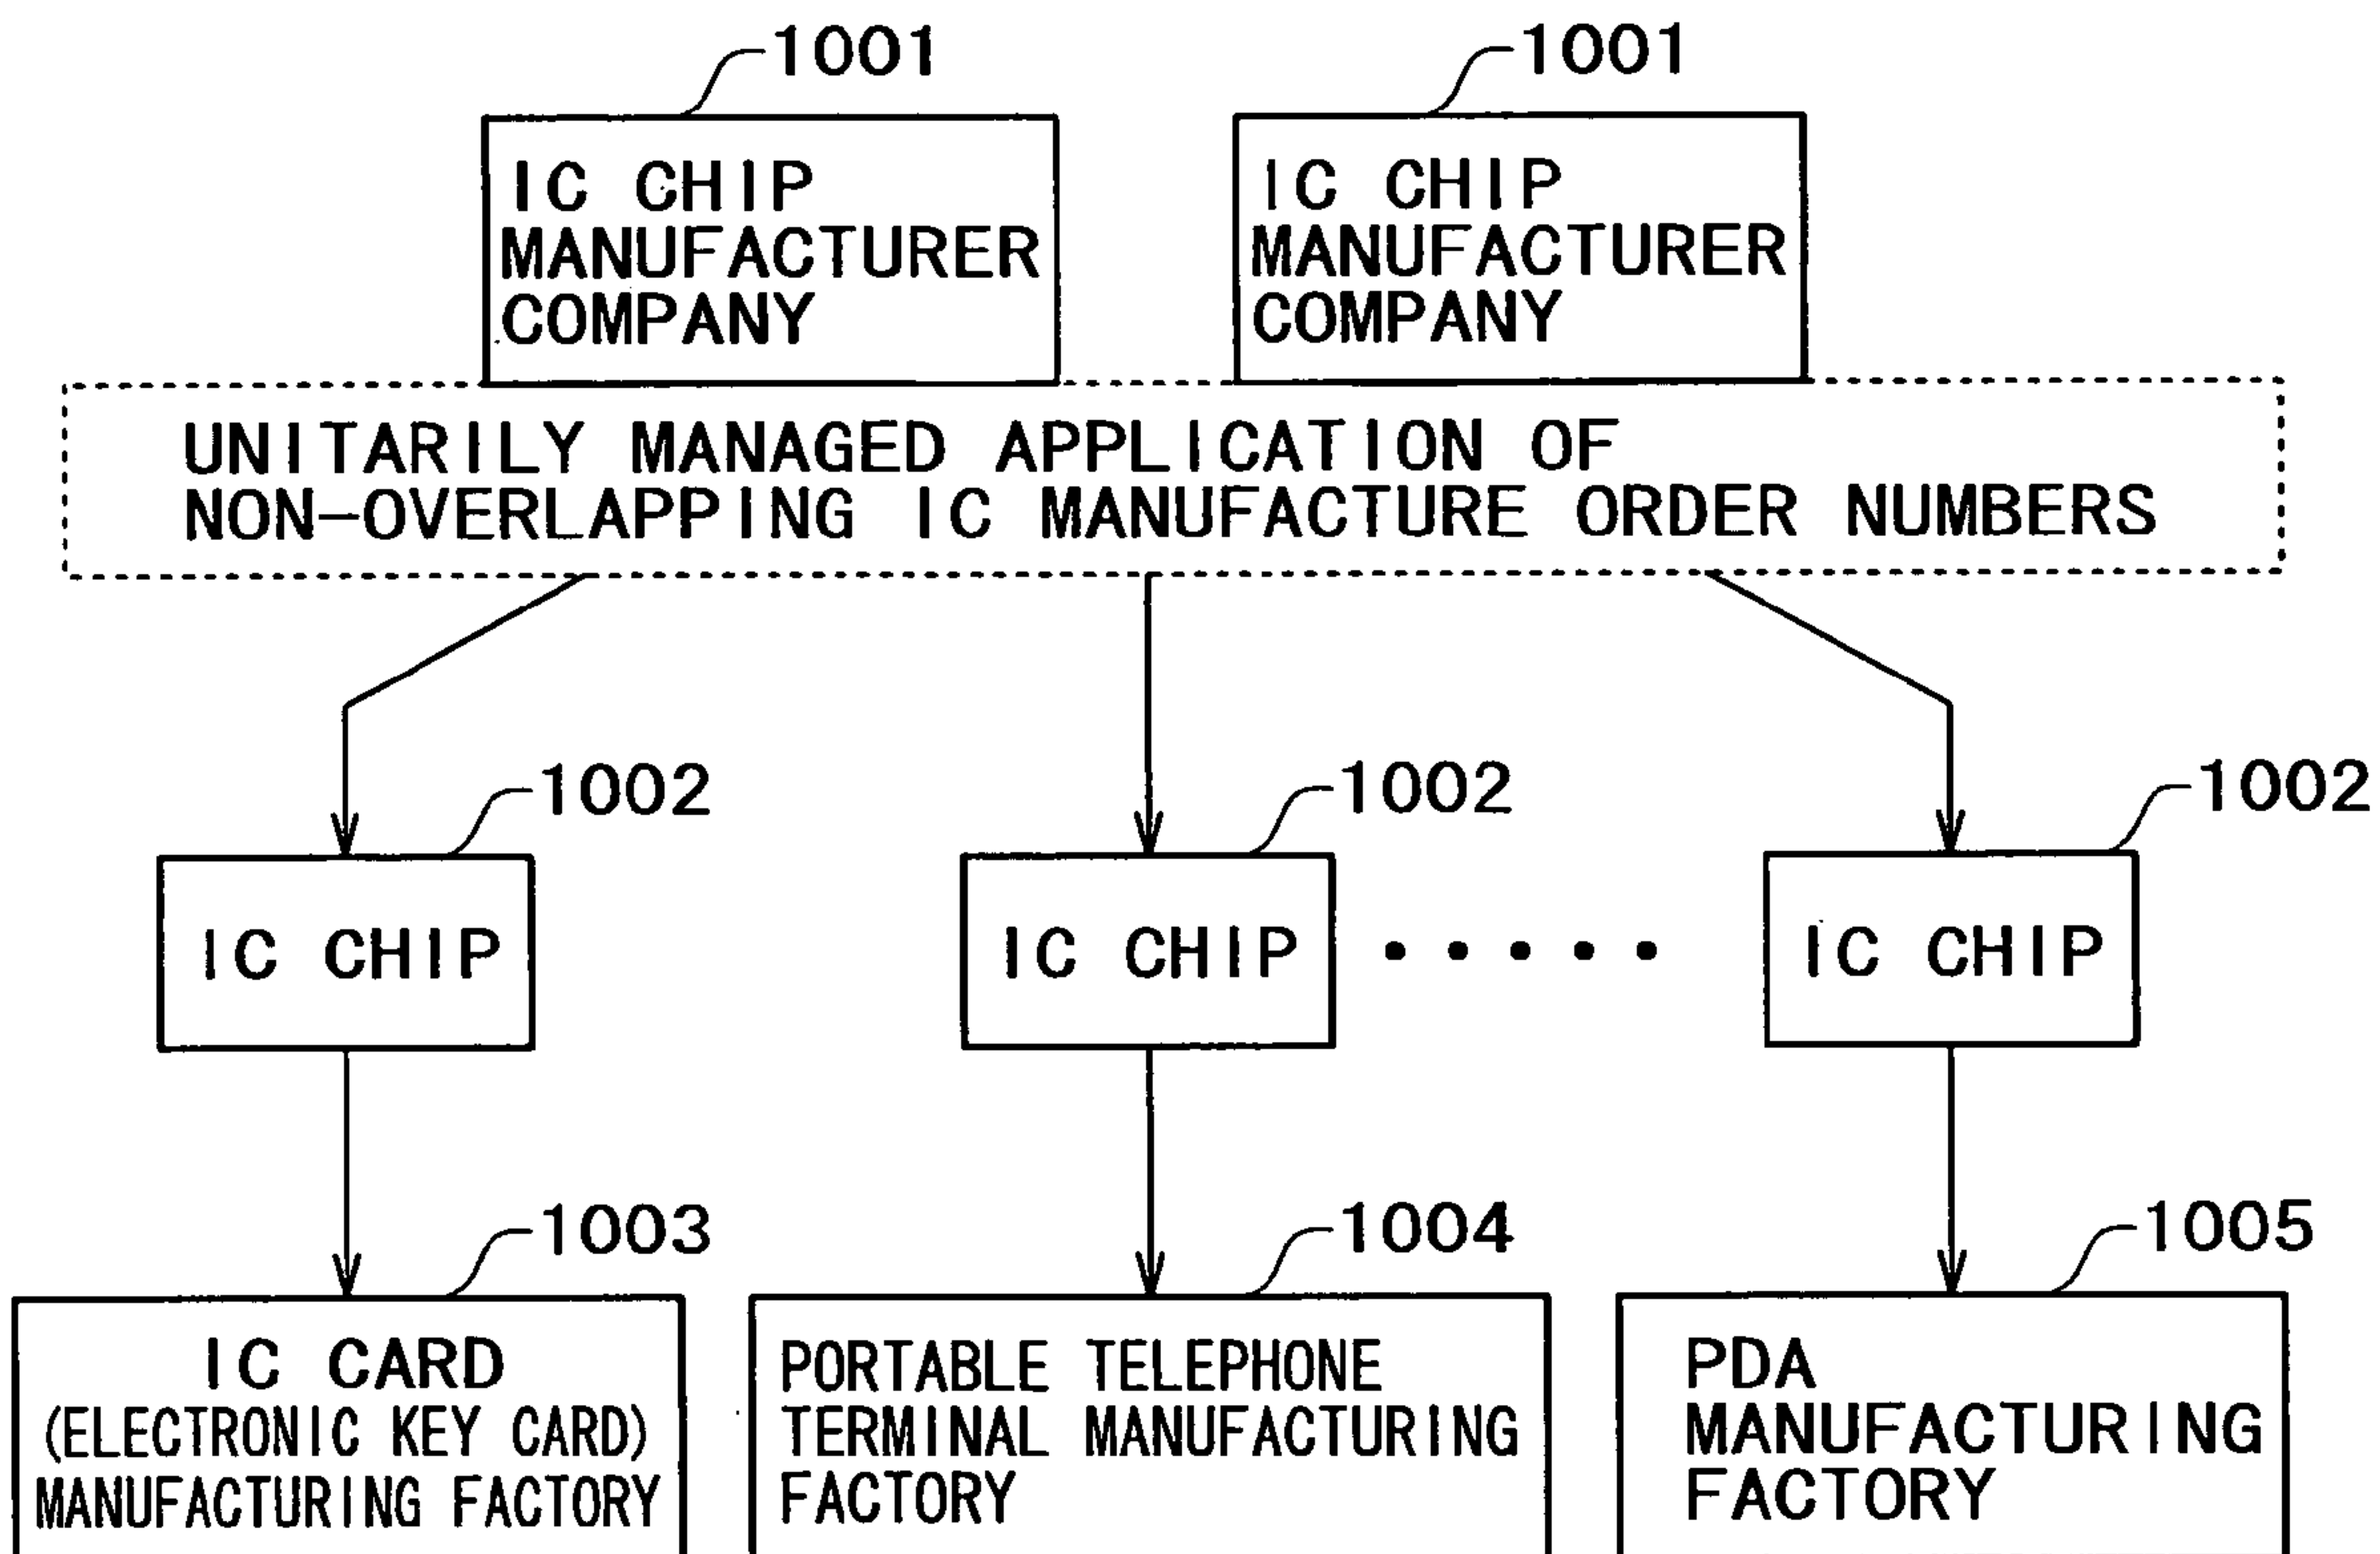 1001 1001
IC CHIP
MANUFACTURER
COMPANY
IC CHIP
MANUFACTURER
COMPANY
UNITARILY MANAGED APPLICATION OF
NON-OVERLAPPING IC MANUFACTURE ORDER NUMBERS
1002 1002 1002
IC CHIP IC CHIP IC CHIP
1003 1004 1005
IC CARD
(ELECTRONIC KEY CARD)
MANUFACTURING FACTORY
PORTABLE TELEPHONE
TERMINAL MANUFACTURING
FACTORY
PDA
MANUFACTURING
FACTORY